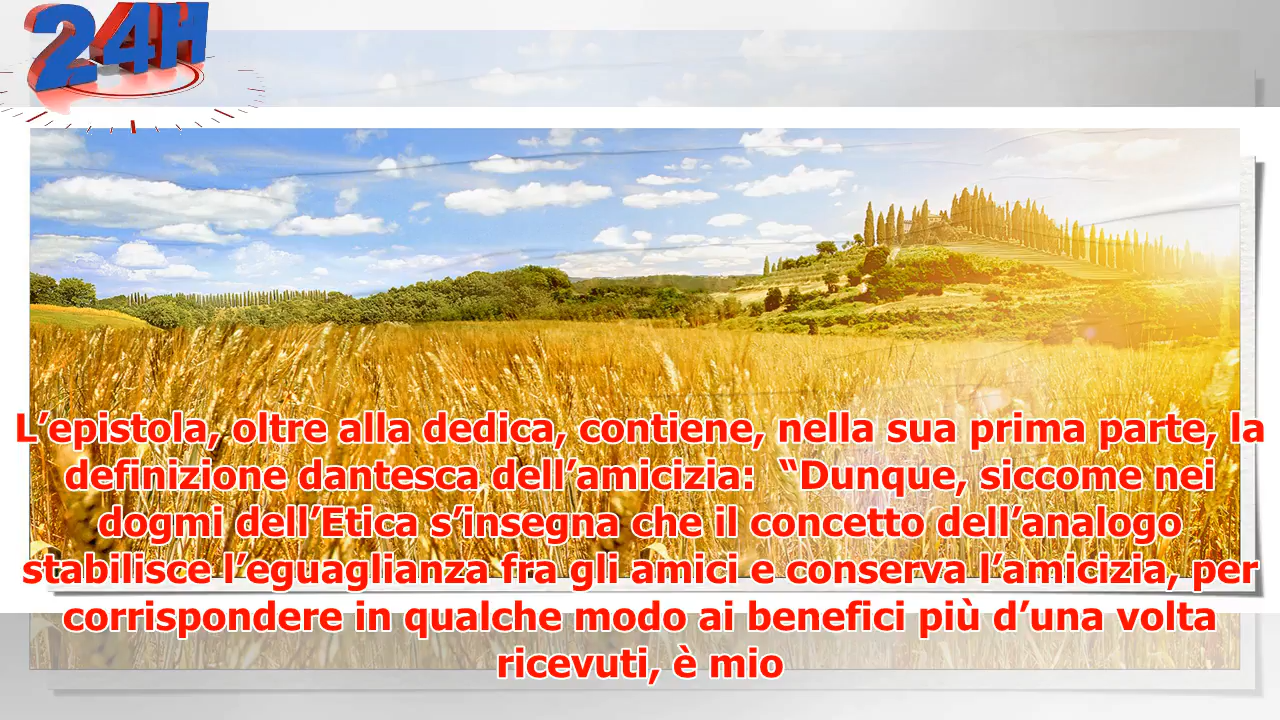 24H
L’epistola, oltre alla dedica, contiene, nella sua prima parte, la
definizione dantesca dell’amicizia:  “Dunque, siccome nei
dogmi dell’Etica s’insegna che il concetto dell’analogo
stabilisce l’eguaglianza fra gli amici e conserva l’amicizia, per
corrispondere in qualche modo ai benefici più d’una volta
ricevuti, è mio